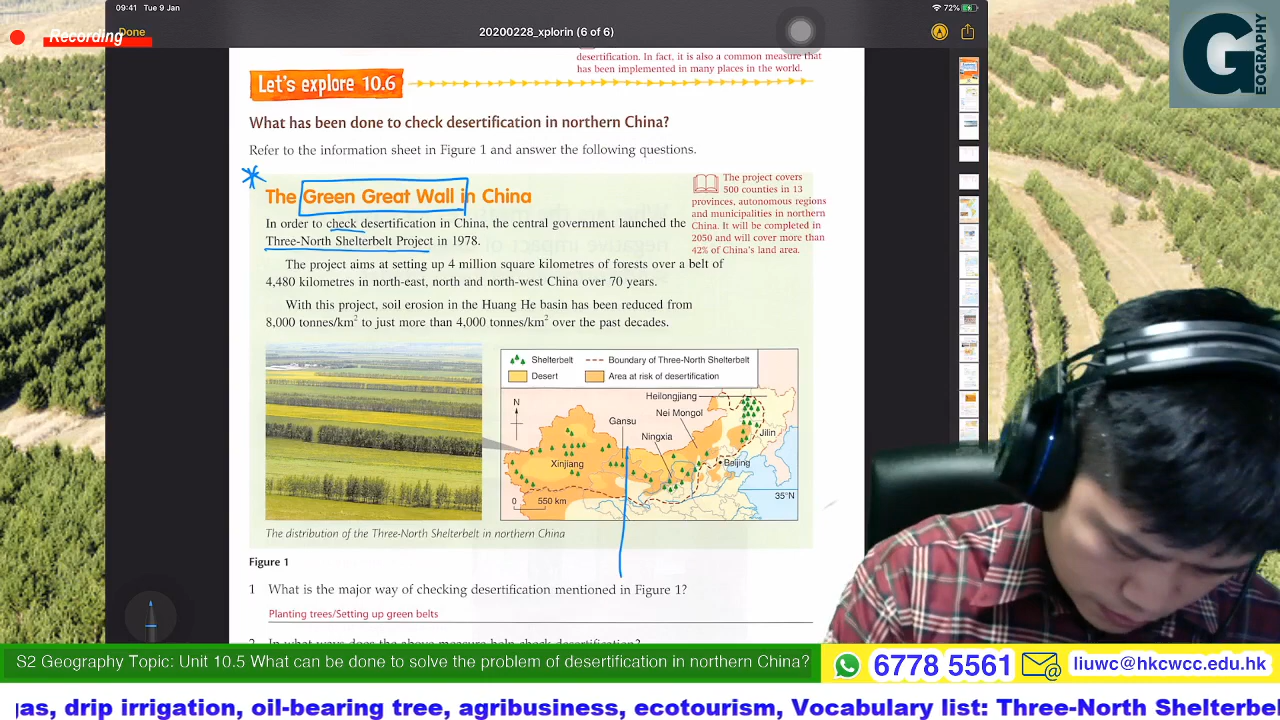 09:41 Tue 9 Jan
72%
Recording
Done
20200228_xplorin (6 of 6)
G
EOGRAPHY
desertification. In fact, it is also a common measure that
has been implemented in many places in the world.
Let's explore 10.6
What has been done to check desertification in northern China?
Refer to the information sheet in Figure 1 and answer the following questions.
The Green Great Wall in China
In order to check desertification in China, the central government launched the
Three-North Shelterbelt Project in 1978.
The project covers
500 counties in 13
provinces, autonomous regions
and municipalities in northern
China. It will be completed in
2050 and will cover more than
42% of China's land area.
The project aims at setting up 4 million square kilometres of forests over a belt of
4,480 kilometres in north-east, north and north-west China over 70 years.
With this project, soil erosion in the Huang He basin has been reduced from
8,000 tonnes/km² to just more than 4,000 tonnes/km² over the past decades.
Shelterbelt
Boundary of Three-North Shelterbelt
Desert
Area at risk of desertification
N
Heilongjiang
Nei Mongol
Gansu
Ningxia
Jilin
Xinjiang
Beijing
35°N
0 550 km
The distribution of the Three-North Shelterbelt in northern China
Figure 1
1 What is the major way of checking desertification mentioned in Figure 1?
Planting trees/Setting up green belts
2 In what ways does the above measure help check desertification?
S2 Geography Topic: Unit 10.5 What can be done to solve the problem of desertification in northern China?
6778 5561
liuwc@hkcwcc.edu.hk
gas, drip irrigation, oil-bearing tree, agribusiness, ecotourism, Vocabulary list: Three-North Shelterbel